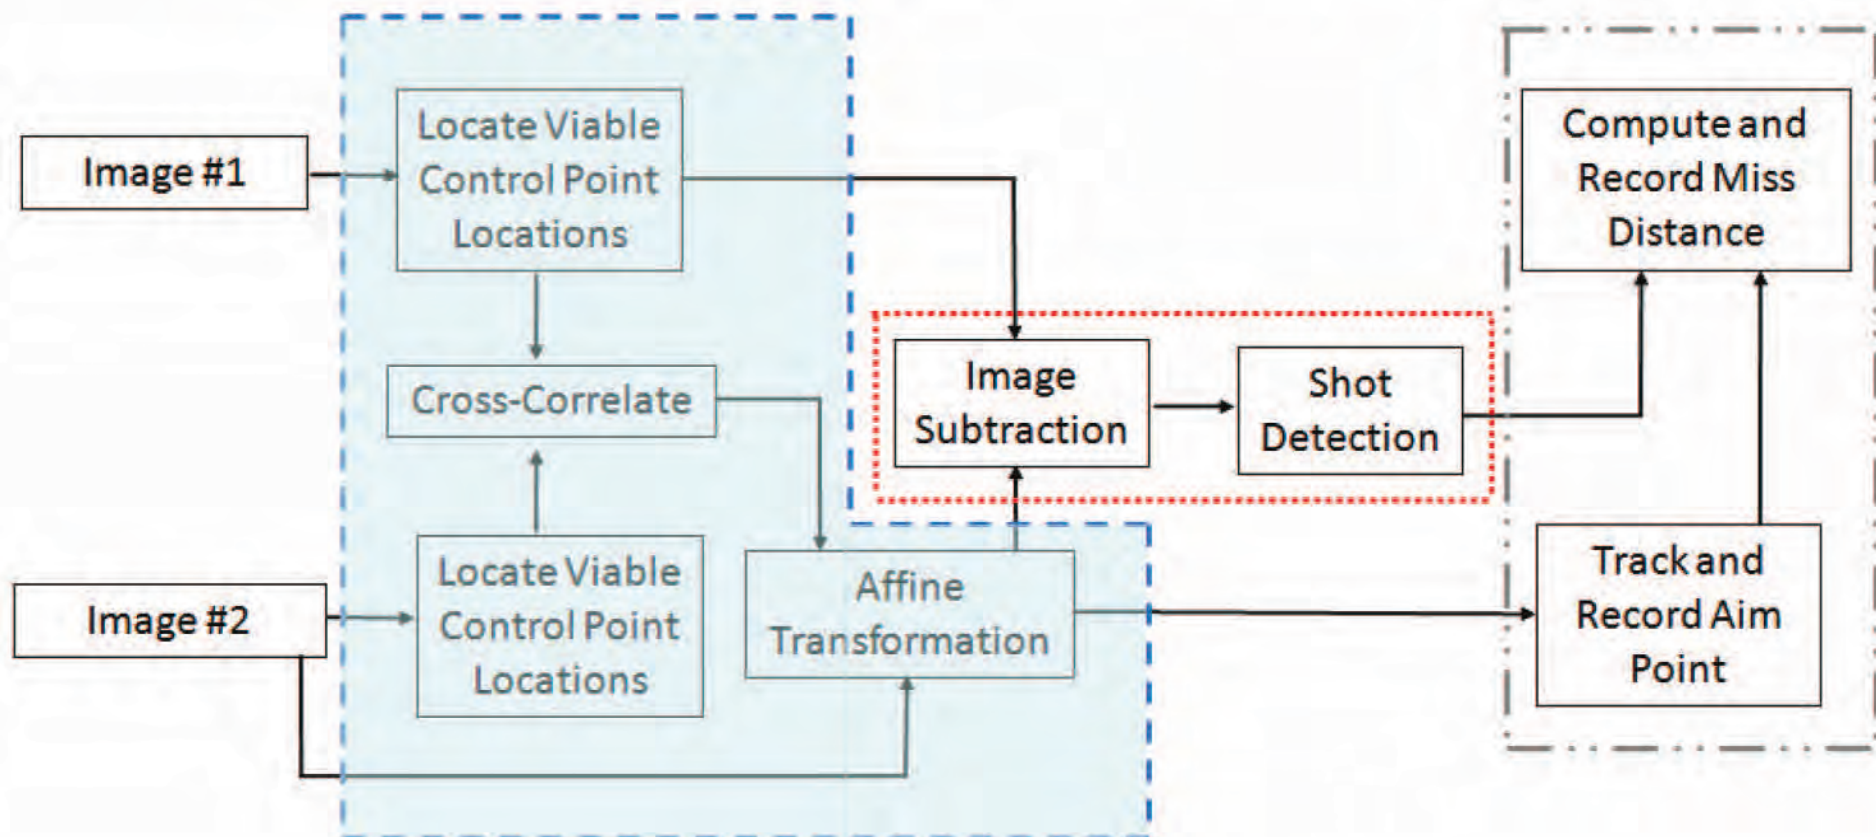 Image #1
Locate Viable
Control Point
Locations
Compute and
Record Miss
Distance
Cross-Correlate
Image
Subtraction
Shot
Detection
Image #2
Locate Viable
Control Point
Locations
Affine
Transformation
Track and
Record Aim
Point